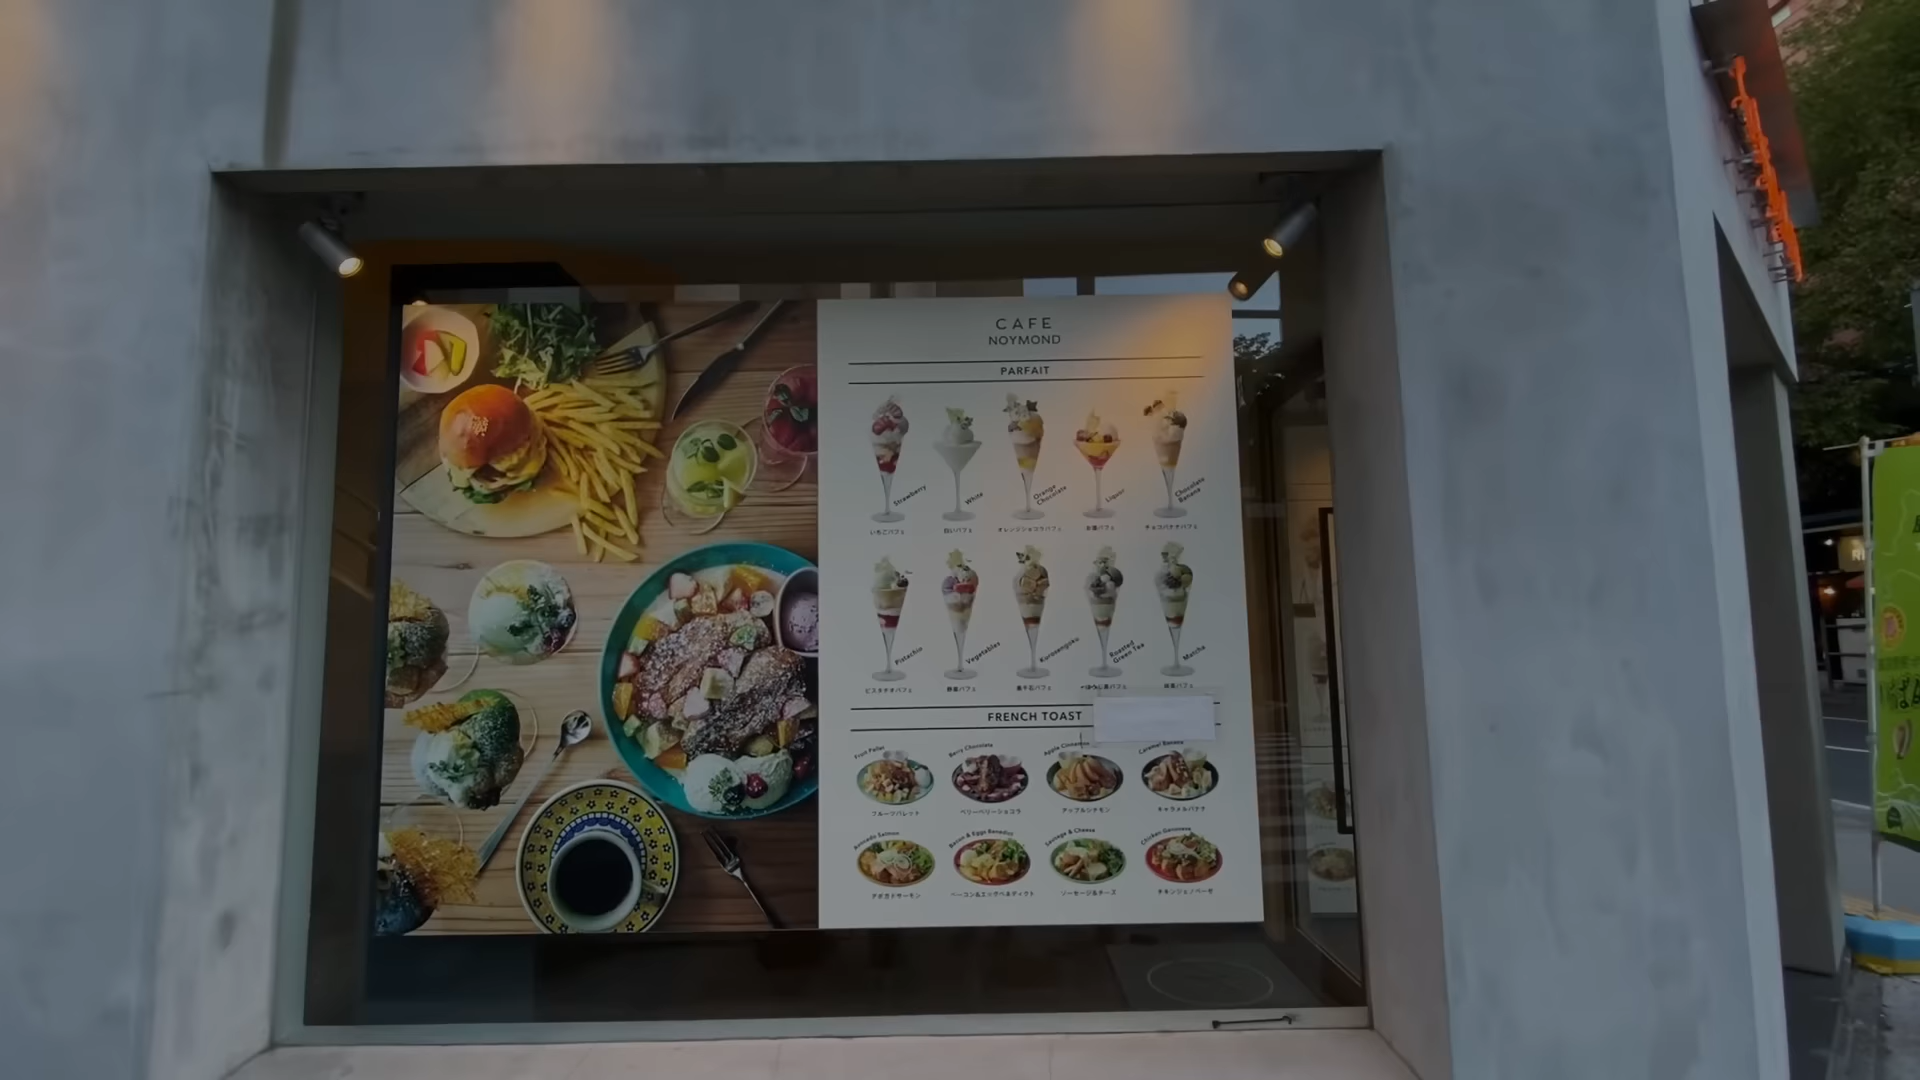 CAFE
NOYMOND
PARFAIT
Strawberry
White
Orange
Chocolate
Liquor
Chocolate
Banana
いちごパフェ
白いパフェ
オレンジショコラパフェ
お酒パフェ
チョコバナナパフェ
Pistachio
Vegetables
Kurosengoku
Roasted
Green Tea
Matcha
ピスタチオパフェ
野菜パフェ
黒千石パフェ
ほうじ茶パフェ
抹茶パフェ
FRENCH TOAST
Fruit Pallet
Berry Chocolate
Apple Cinnamon
Caramel Banana
フルーツパレット
ベリーベリーショコラ
アップルシナモン
キャラメルバナナ
Avocado Salmon
Bacon & Eggs Benedict
Sausage & Cheese
Chicken Genovese
アボカドサーモン
ベーコン&エッグベネディクト
ソーセージ&チーズ
チキンジェノベーゼ